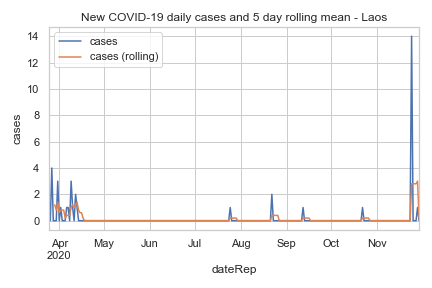 New COVID-19 daily cases and 5 day rolling mean - Laos
cases
cases (rolling)
14
12
10
8
6
4
2
0
cases
Apr
2020
May
Jun
Jul
Aug
Sep
Oct
Nov
dateRep